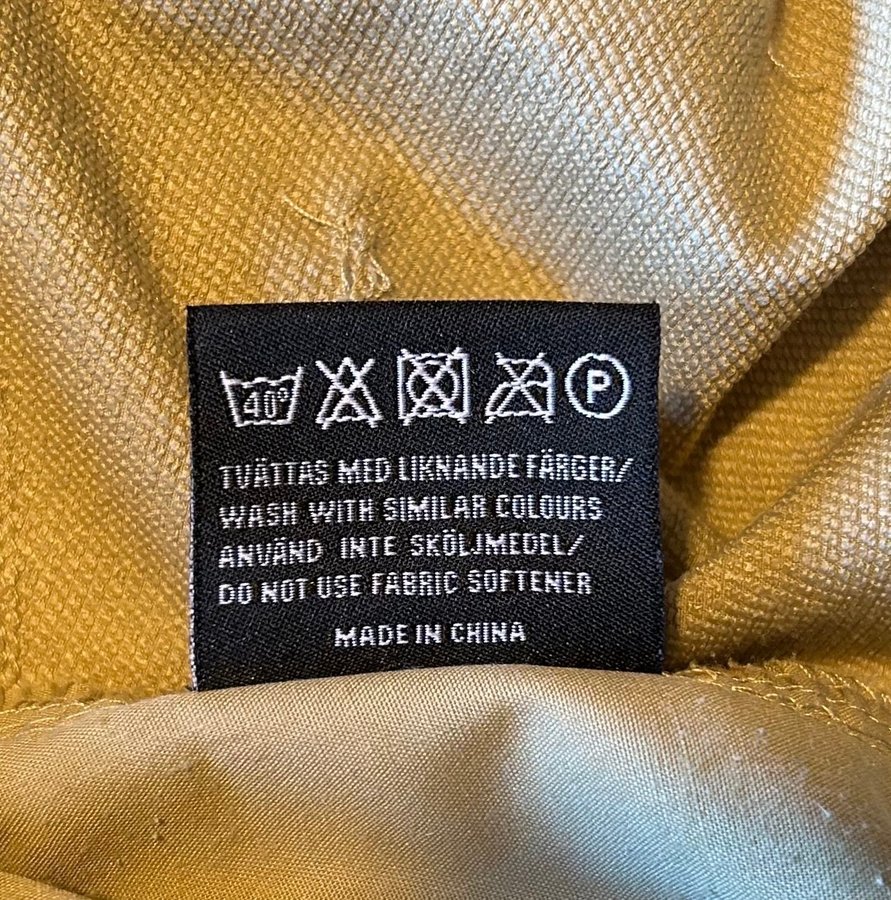 40°
P
TVÄTTAS MED LIKNANDE FÄRGER/
WASH WITH SIMILAR COLOURS
ANVÄND INTE SKÖLJMEDEL/
DO NOT USE FABRIC SOFTENER
MADE IN CHINA